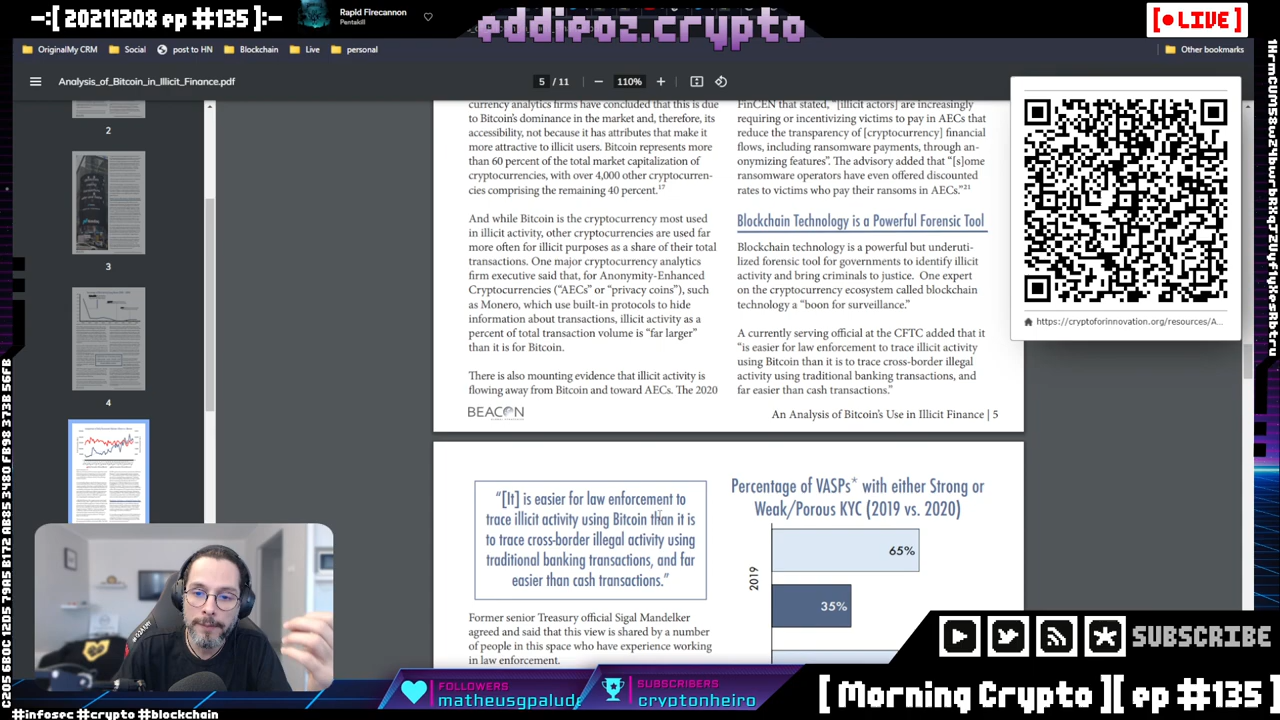 -:[ 20211208 ep #135]:-
Rapid Firecannon
Pentakill
eddieoz.crypto
[ LIVE ]
OriginalMy CRM
Social
post to HN
Blockchain
Live
personal
Other bookmarks
Analysis_of_Bitcoin_in_Illicit_Finance.pdf
5 / 11
110%
2
3
4
currency analytics firms have concluded that this is due
to Bitcoin's dominance in the market and, therefore, its
accessibility, not because it has attributes that make it
more attractive to illicit users. Bitcoin represents more
than 60 percent of the total market capitalization of
cryptocurrencies, with over 4,000 other cryptocurren-
cies comprising the remaining 40 percent.17
And while Bitcoin is the cryptocurrency most used
in illicit activity, other cryptocurrencies are used far
more often for illicit purposes as a share of their total
transactions. One major cryptocurrency analytics
firm executive said that, for Anonymity-Enhanced
Cryptocurrencies (“AECs” or “privacy coins”), such
as Monero, which use built-in protocols to hide
information about transactions, illicit activity as a
percent of total transaction volume is “far larger”
than it is for Bitcoin.
There is also mounting evidence that illicit activity is
flowing away from Bitcoin and toward AECs. The 2020
FinCEN that stated, “[illicit actors] are increasingly
requiring or incentivizing victims to pay in AECs that
reduce the transparency of [cryptocurrency] financial
flows, including ransomware payments, through an-
onymizing features”. The advisory added that “[s]ome
ransomware operators have even offered discounted
rates to victims who pay their ransoms in AECs.”21
Blockchain Technology is a Powerful Forensic Tool
Blockchain technology is a powerful but underuti-
lized forensic tool for governments to identify illicit
activity and bring criminals to justice. One expert
on the cryptocurrency ecosystem called blockchain
technology a “boon for surveillance.”
A currently serving official at the CFTC added that it
“is easier for law enforcement to trace illicit activity
using Bitcoin than it is to trace cross-border illegal
activity using traditional banking transactions, and
far easier than cash transactions.”
BEACON
An Analysis of Bitcoin's Use in Illicit Finance | 5
“[It] is easier for law enforcement to
trace illicit activity using Bitcoin than it is
to trace cross-border illegal activity using
traditional banking transactions, and far
easier than cash transactions.”
Former senior Treasury official Sigal Mandelker
agreed and said that this view is shared by a number
of people in this space who have experience working
in law enforcement.
Percentage of VASPs* with either Strong or
Weak/Porous KYC (2019 vs. 2020)
2019
65%
35%
https://cryptoforinnovation.org/resources/A...
SUBSCRIBE
FOLLOWERS
matheusgpalude
SUBSCRIBERS
cryptonheiro
[ Morning Crypto ][ ep #135 ]
#crypto #blockchain